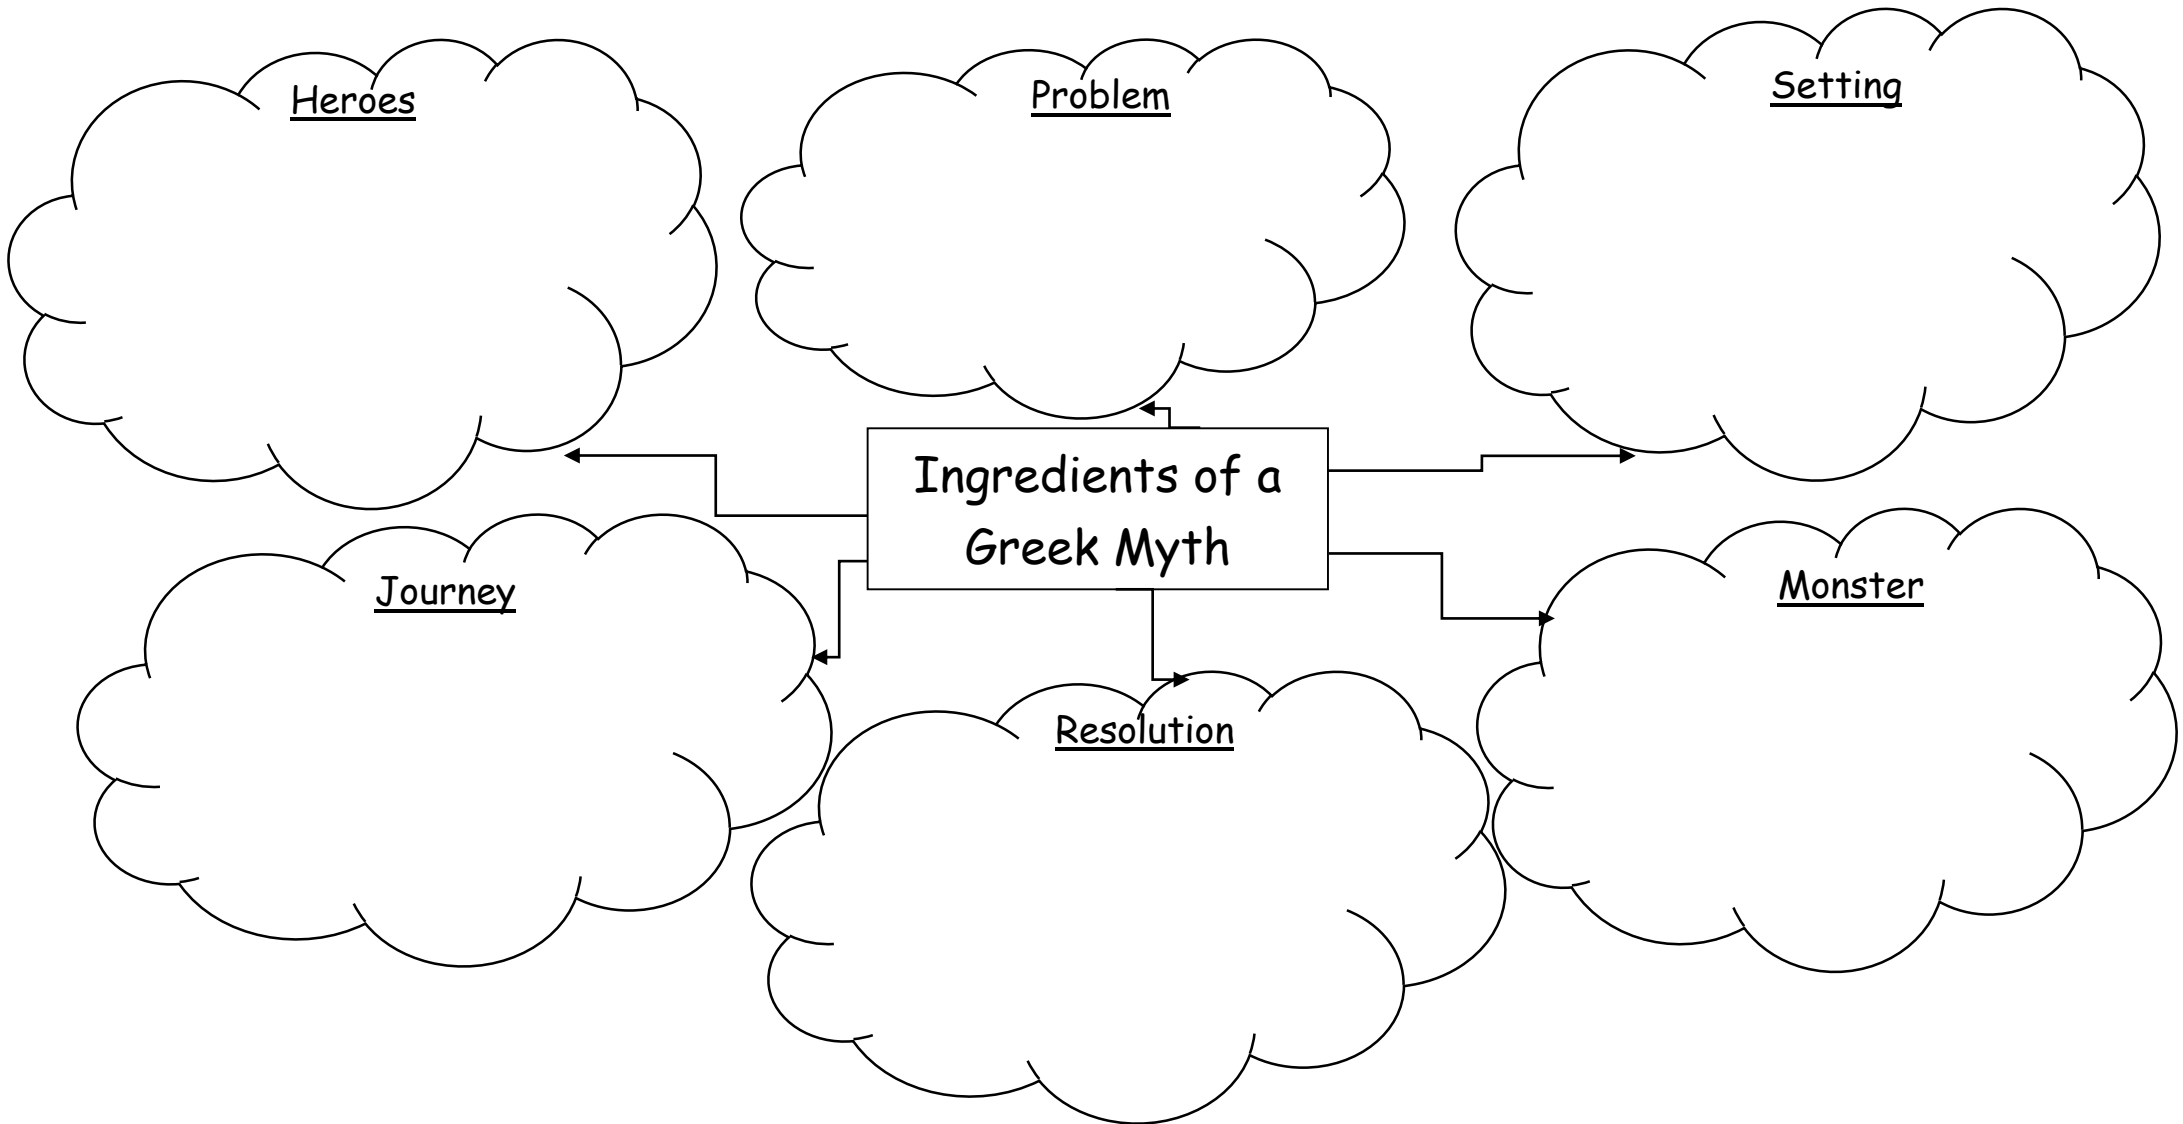 Heroes
Problem
Setting
Ingredients of a
Greek Myth
Journey
Monster
Resolution